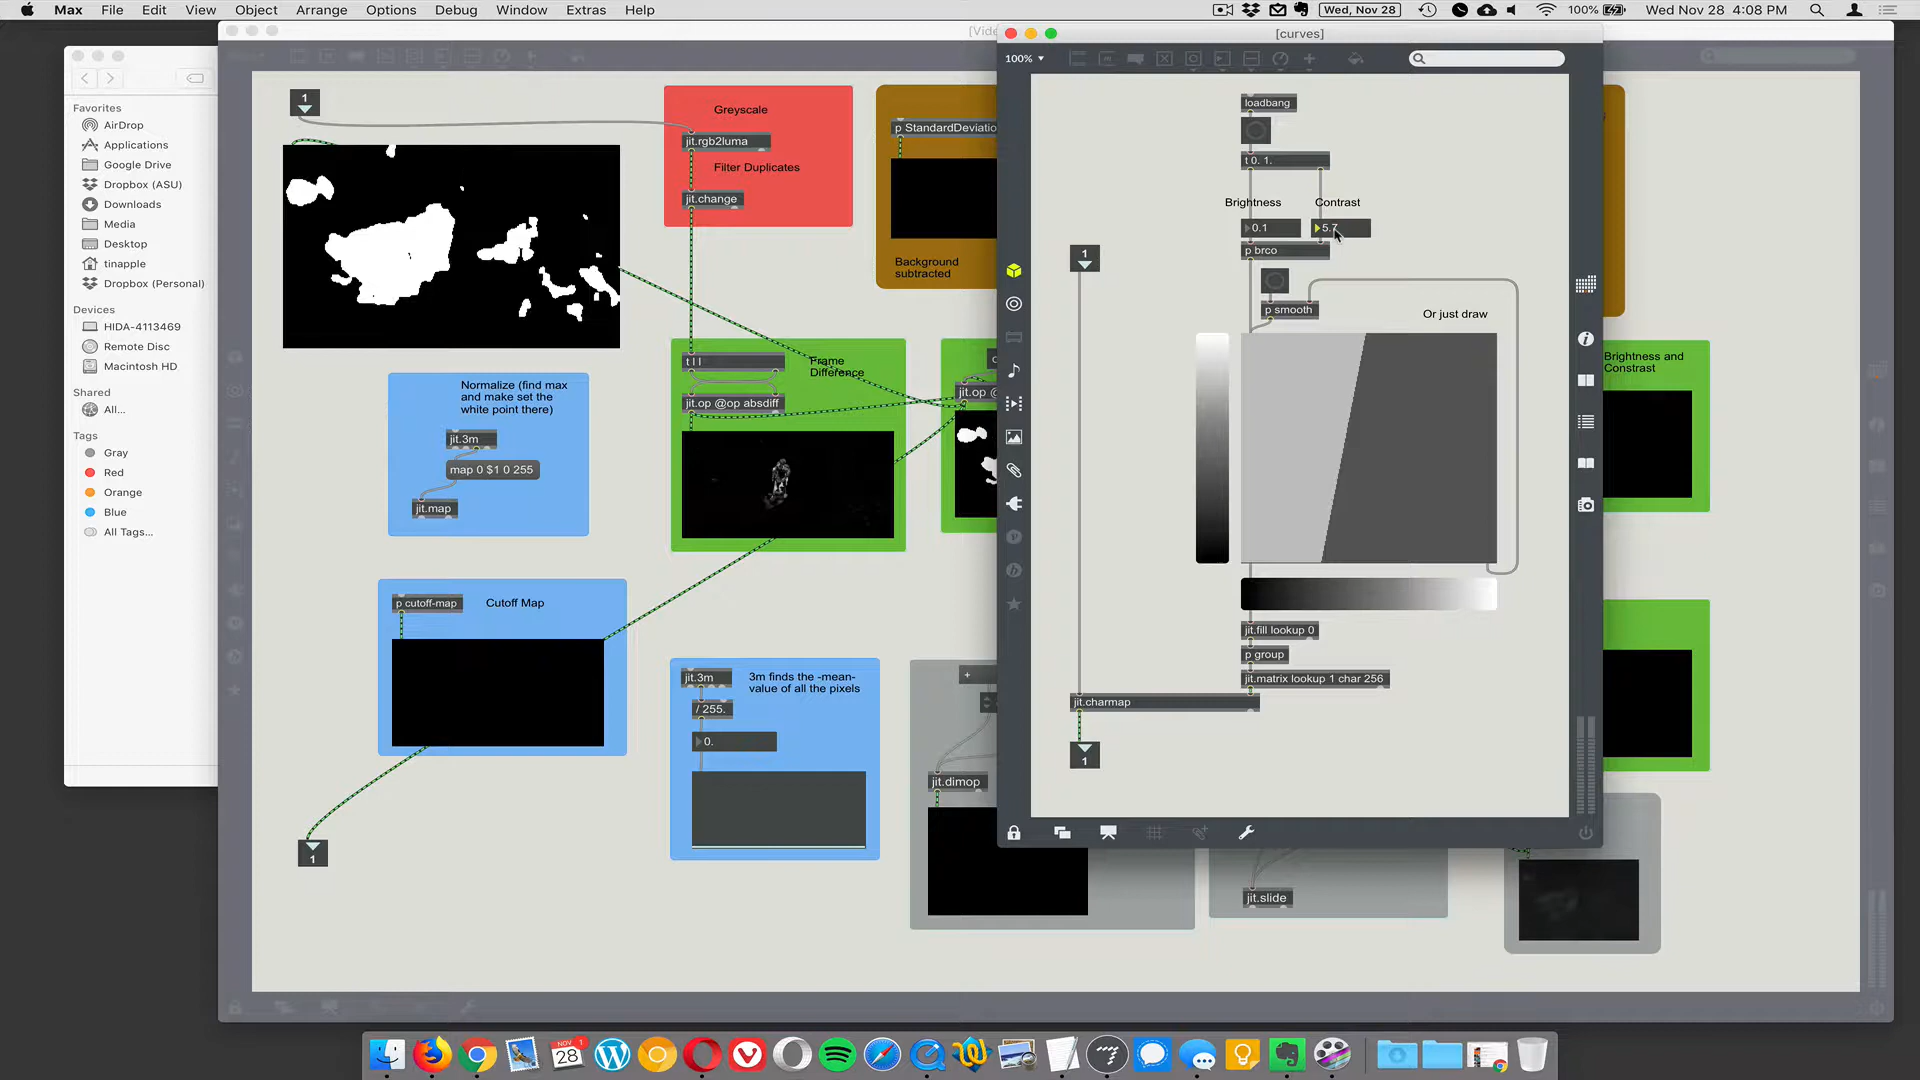 Max File Edit View Object Arrange Options Debug Window Extras Help
Wed, Nov 28 100% Wed Nov 28 4:08 PM
[curves]
100%
Favorites
AirDrop
Applications
Google Drive
Dropbox (ASU)
Downloads
Media
Desktop
tinapple
Dropbox (Personal)
Devices
HIDA-4113469
Remote Disc
Macintosh HD
Shared
All...
Tags
Gray
Red
Orange
Blue
All Tags...
1
Greyscale
jit.rgb2luma
Filter Duplicates
jit.change
p StandardDeviatio
Background
subtracted
Normalize (find max
and make set the
white point there)
jit.3m
map 0 $1 0 255
jit.map
t l l
Frame
Difference
jit.op @op absdiff
jit.op @
p cutoff-map
Cutoff Map
1
jit.3m
3m finds the -mean-
value of all the pixels
/ 255.
0.
+
jit.dimop
jit.slide
Brightness and
Constrast
loadbang
t 0. 1.
Brightness Contrast
0.1 5.7
p brco
1
p smooth
Or just draw
jit.fill lookup 0
p group
jit.matrix lookup 1 char 256
jit.charmap
1
NOV
28